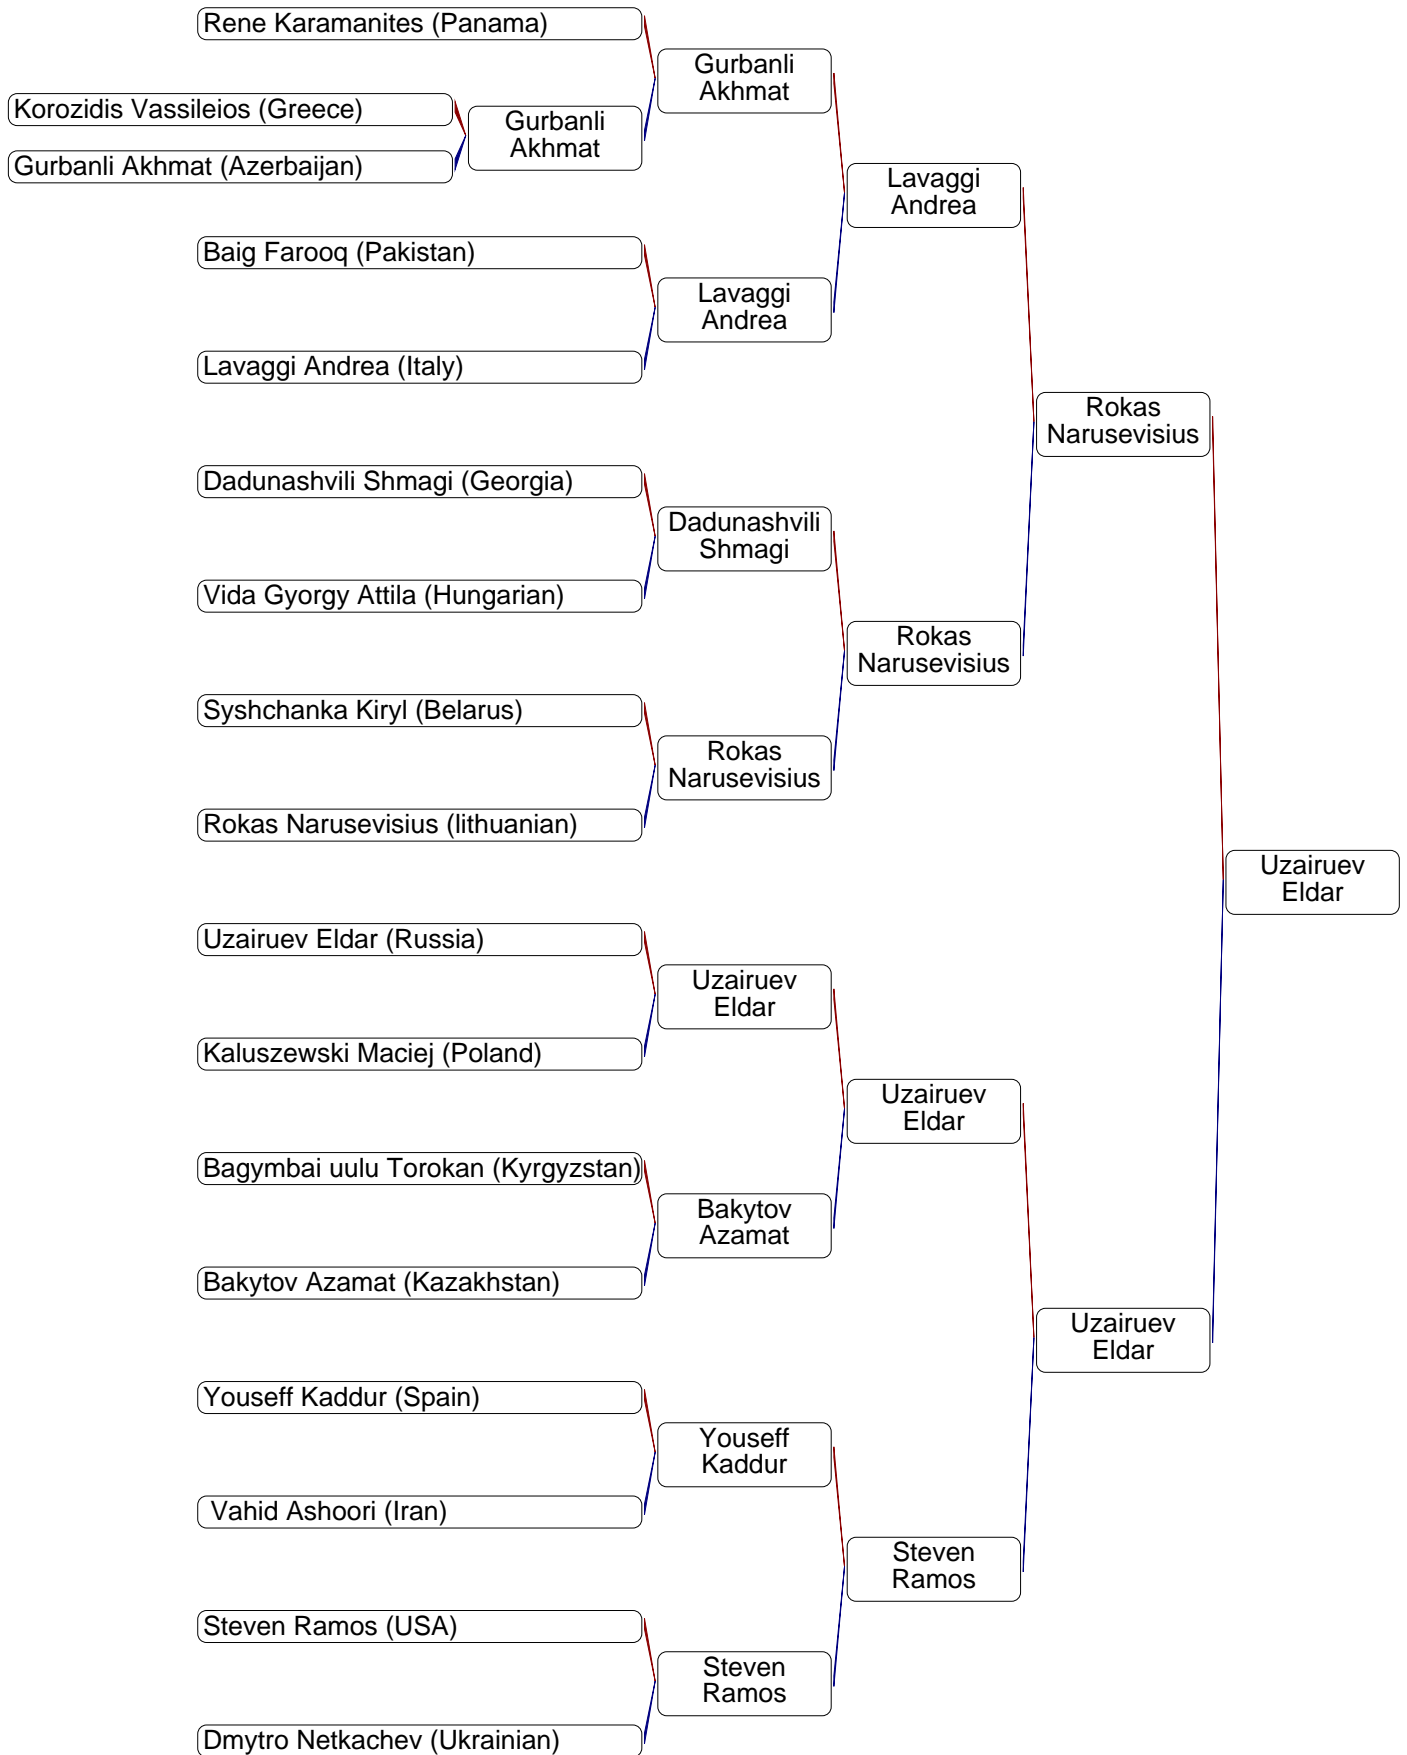 Rene Karamanites (Panama)
Gurbanli
Akhmat
Korozidis Vassileios (Greece)
Gurbanli
Akhmat
Gurbanli Akhmat (Azerbaijan)
Lavaggi
Andrea
Baig Farooq (Pakistan)
Lavaggi
Andrea
Lavaggi Andrea (Italy)
Rokas
Narusevisius
Dadunashvili Shmagi (Georgia)
Dadunashvili
Shmagi
Vida Gyorgy Attila (Hungarian)
Rokas
Narusevisius
Syshchanka Kiryl (Belarus)
Rokas
Narusevisius
Rokas Narusevisius (lithuanian)
Uzairuev
Eldar
Uzairuev Eldar (Russia)
Uzairuev
Eldar
Kaluszewski Maciej (Poland)
Uzairuev
Eldar
Bagymbai uulu Torokan (Kyrgyzstan)
Bakytov
Azamat
Bakytov Azamat (Kazakhstan)
Uzairuev
Eldar
Youseff Kaddur (Spain)
Youseff
Kaddur
Vahid Ashoori (Iran)
Steven
Ramos
Steven Ramos (USA)
Steven
Ramos
Dmytro Netkachev (Ukrainian)